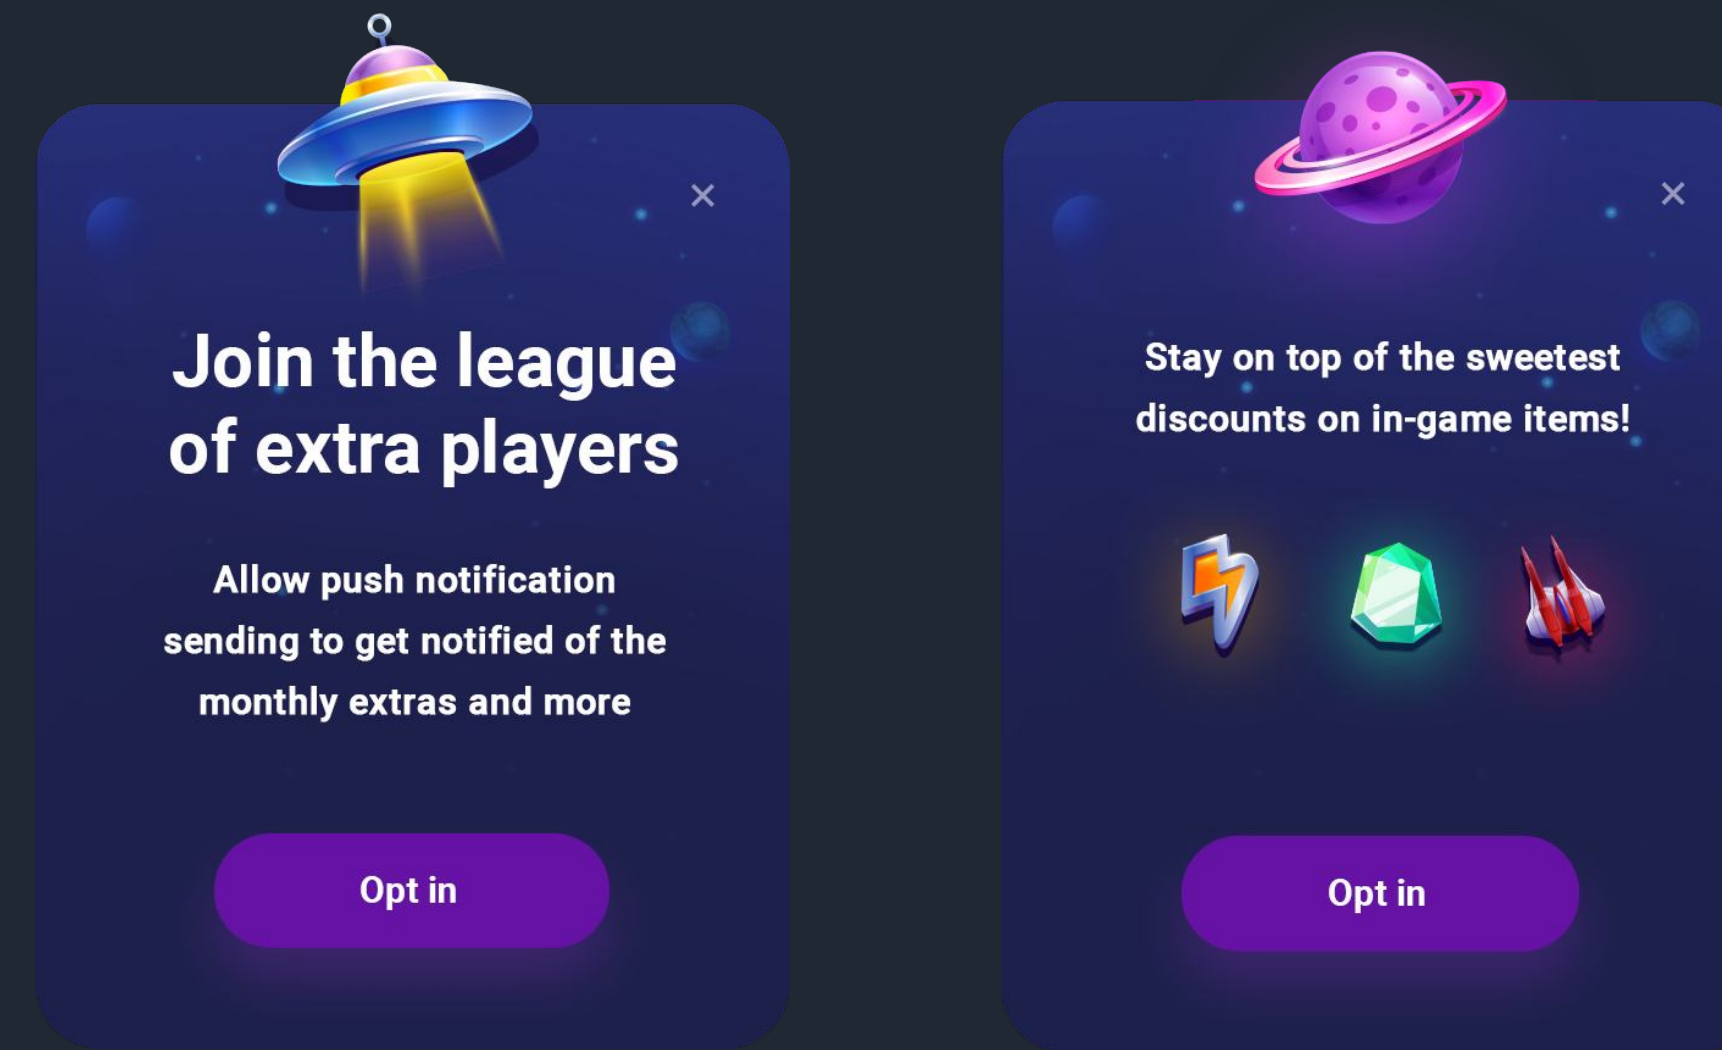 Join the league
of extra players
Allow push notification
sending to get notified of the
monthly extras and more
Opt in
Stay on top of the sweetest
discounts on in-game items!
Opt in